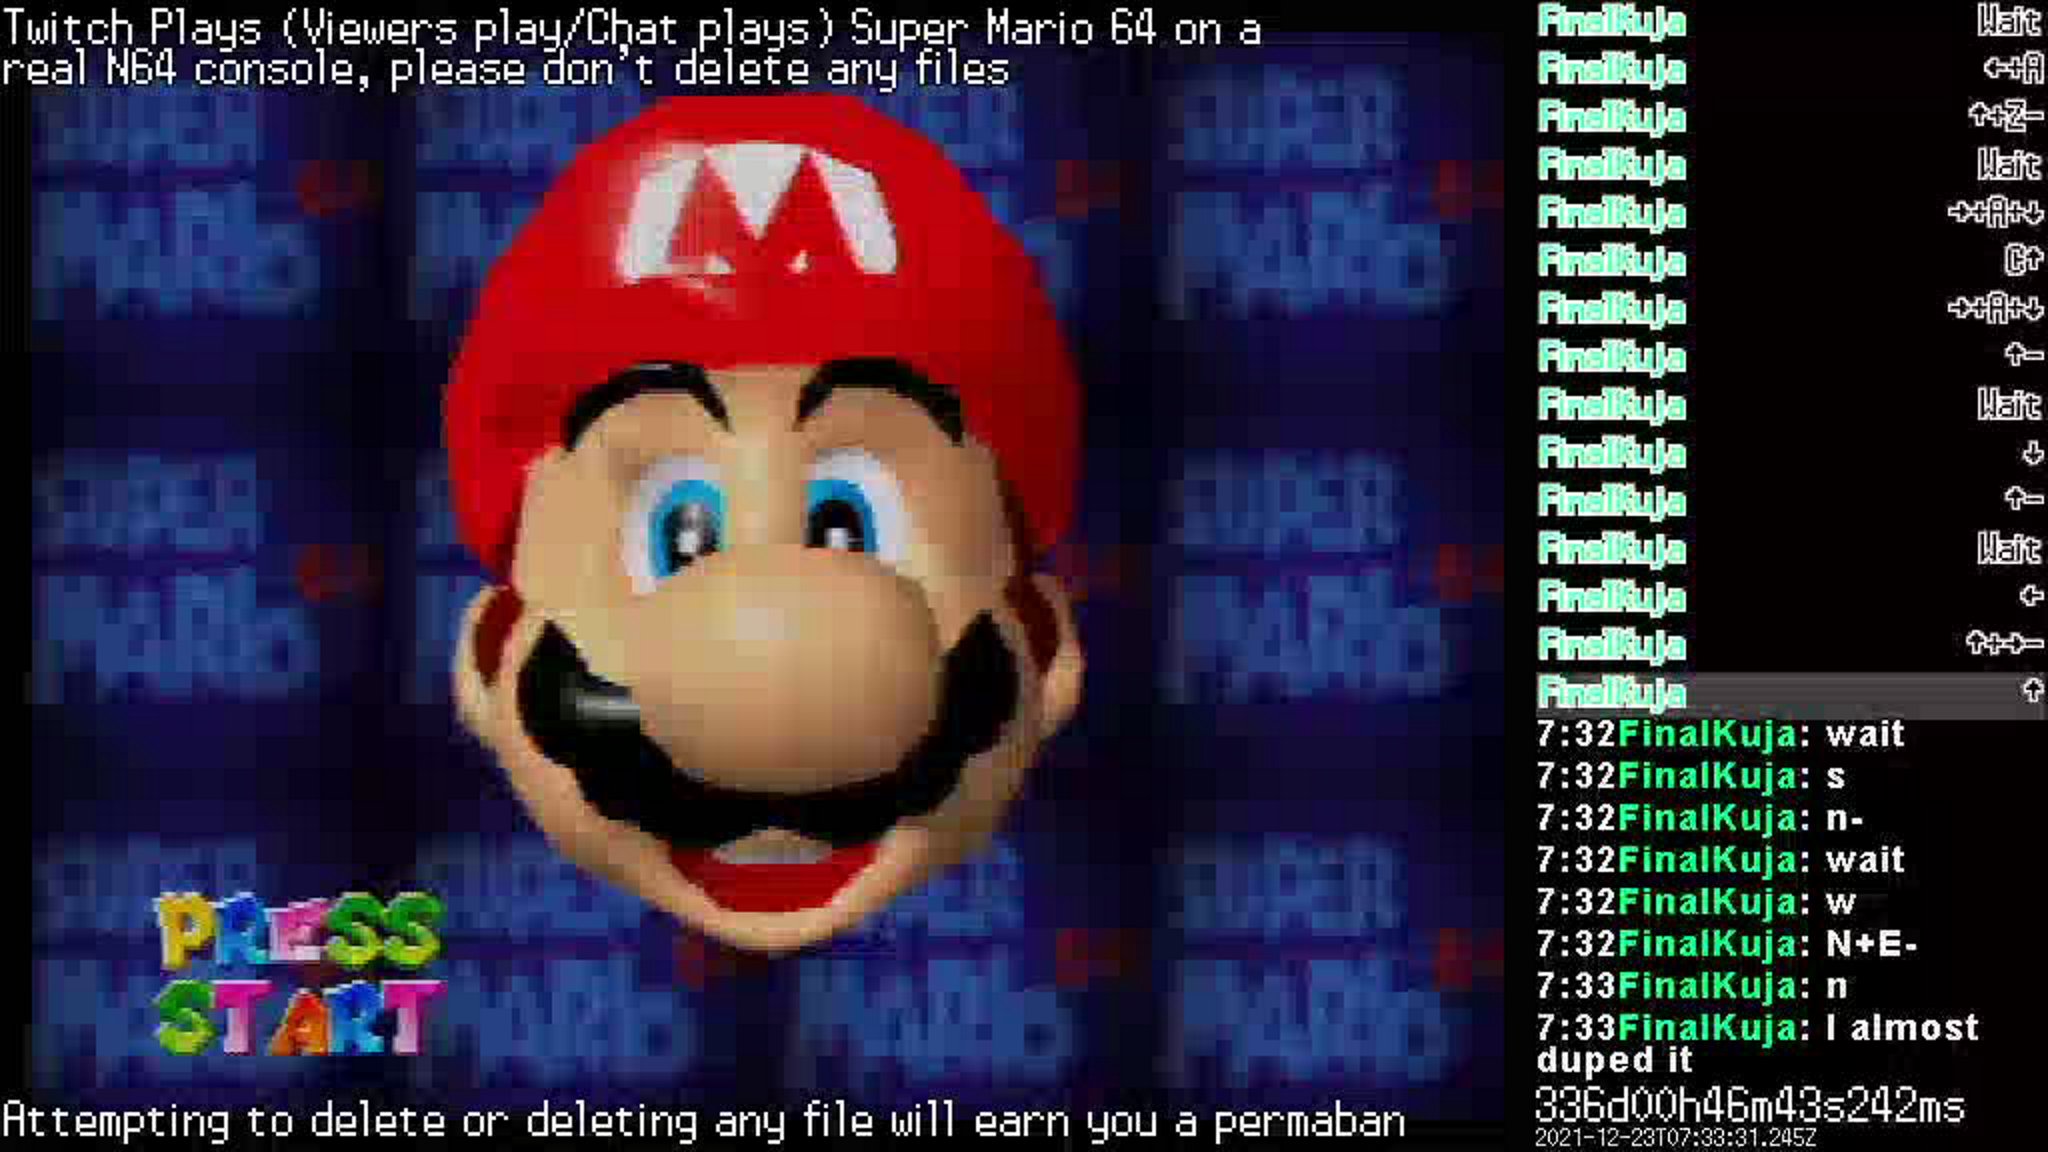 Twitch Plays (Viewers play/Chat plays) Super Mario 64 on a
real N64 console, please don't delete any files
M
PRESS
START
Attempting to delete or deleting any file will earn you a permaban
FinalKuja Wait
FinalKuja ←+A
FinalKuja ↑+Z-
FinalKuja Wait
FinalKuja →+A+↓
FinalKuja C↑
FinalKuja →+A+↓
FinalKuja ↑-
FinalKuja Wait
FinalKuja ↓
FinalKuja ↑-
FinalKuja Wait
FinalKuja ←
FinalKuja ↑+→-
FinalKuja ↑
7:32FinalKuja: wait
7:32FinalKuja: s
7:32FinalKuja: n-
7:32FinalKuja: wait
7:32FinalKuja: w
7:32FinalKuja: N+E-
7:33FinalKuja: n
7:33FinalKuja: I almost
duped it
336d00h46m43s242ms
2021-12-23T07:33:31.245Z